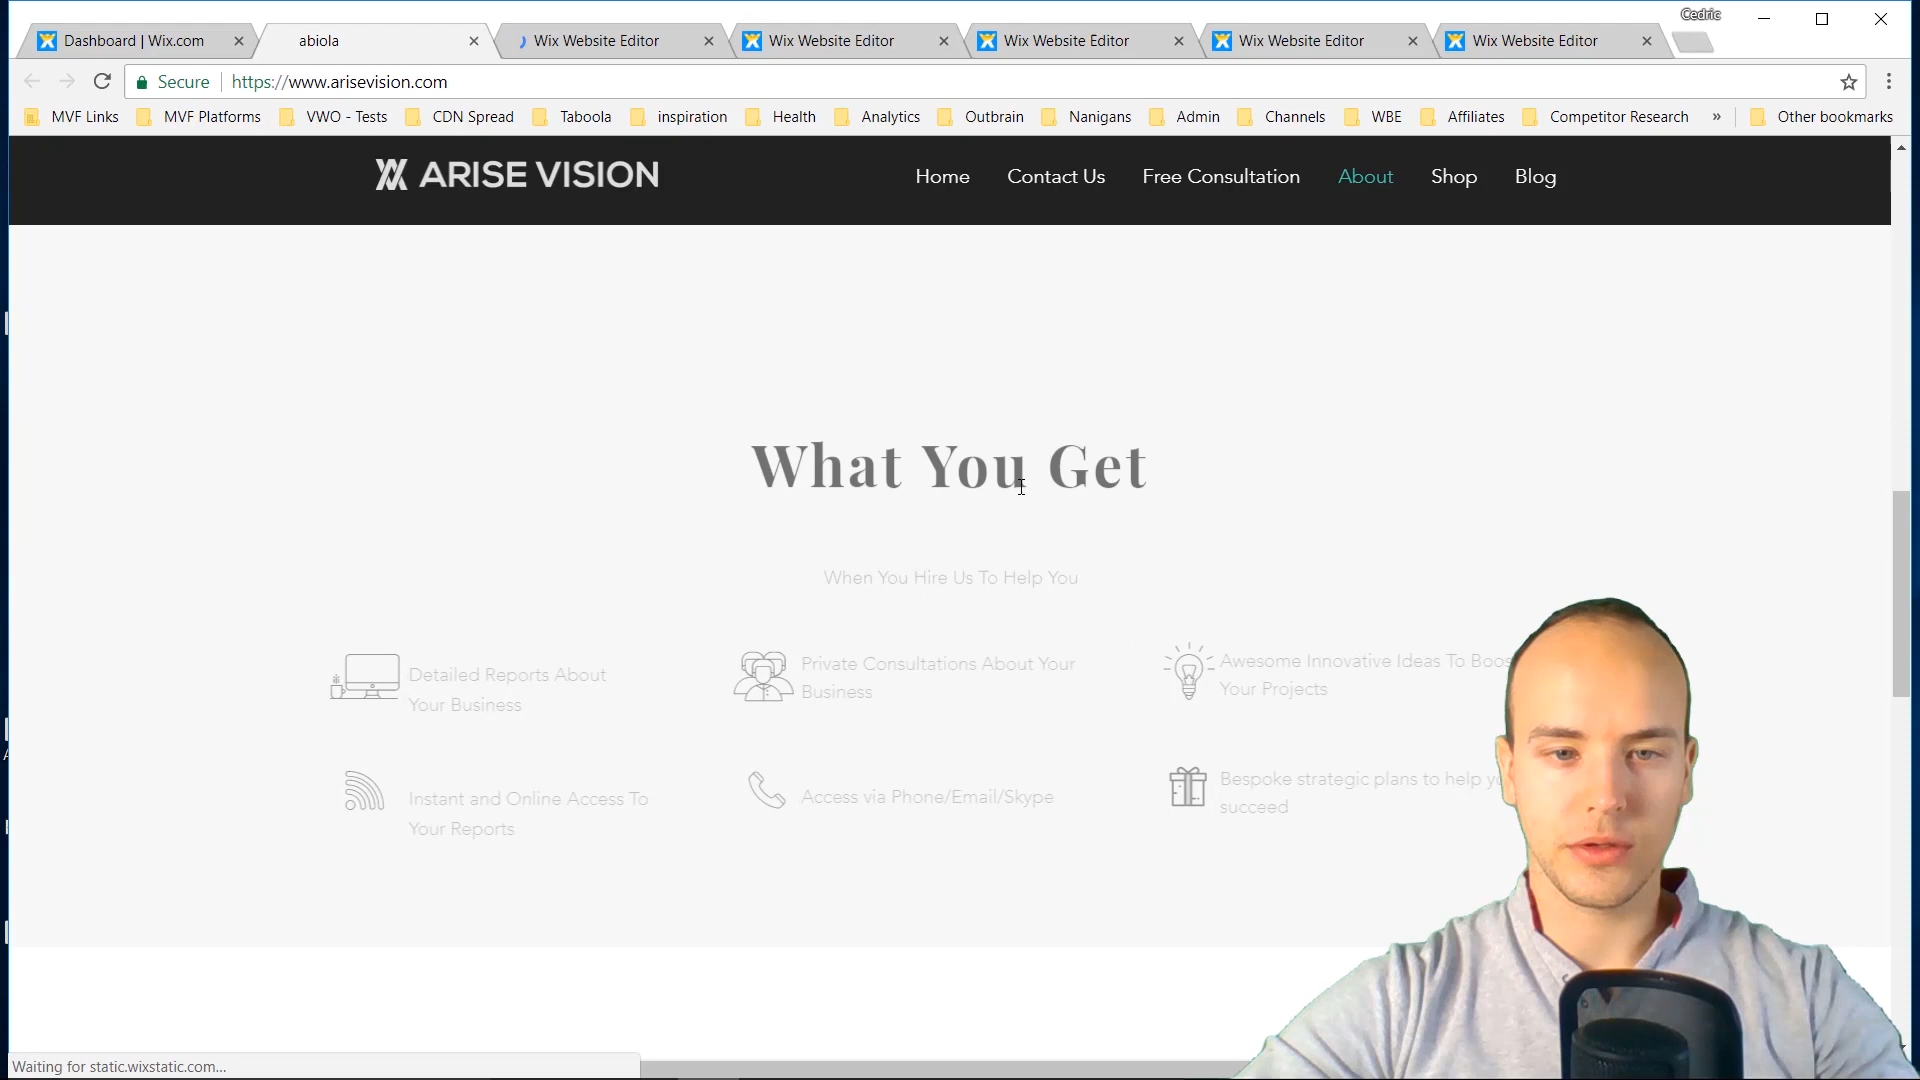 Cedric
Dashboard | Wix.com
abiola
Wix Website Editor
Wix Website Editor
Wix Website Editor
Wix Website Editor
Wix Website Editor
Secure
https://www.arisevision.com
MVF Links
MVF Platforms
VWO - Tests
CDN Spread
Taboola
inspiration
Health
Analytics
Outbrain
Nanigans
Admin
Channels
WBE
Affiliates
Competitor Research
»
Other bookmarks
ARISE VISION
Home
Contact Us
Free Consultation
About
Shop
Blog
What You Get
When You Hire Us To Help You
Detailed Reports About
Your Business
Private Consultations About Your
Business
Awesome Innovative Ideas To Boos
Your Projects
Instant and Online Access To
Your Reports
Access via Phone/Email/Skype
Bespoke strategic plans to help y
succeed
Waiting for static.wixstatic.com...